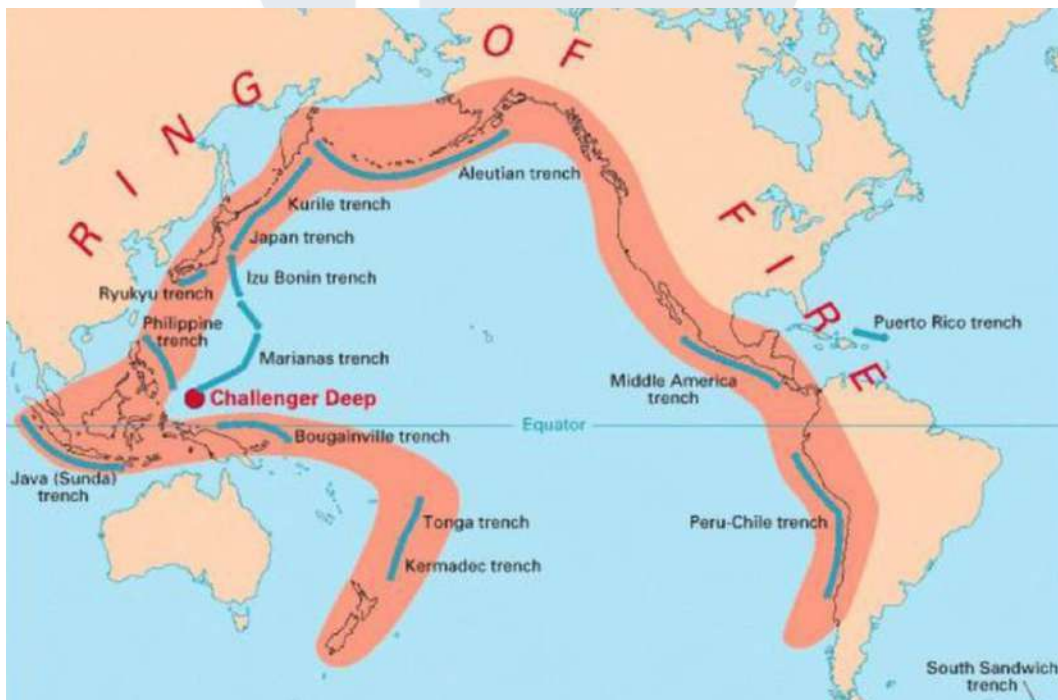 RING OF FIRE
Aleutian trench
Kurile trench
Japan trench
Izu Bonin trench
Ryukyu trench
Philippine
trench
Marianas trench
Challenger Deep
Bougainville trench
Equator
Java (Sunda)
trench
Tonga trench
Kermadec trench
Puerto Rico trench
Middle America
trench
Peru-Chile trench
South Sandwich
trench